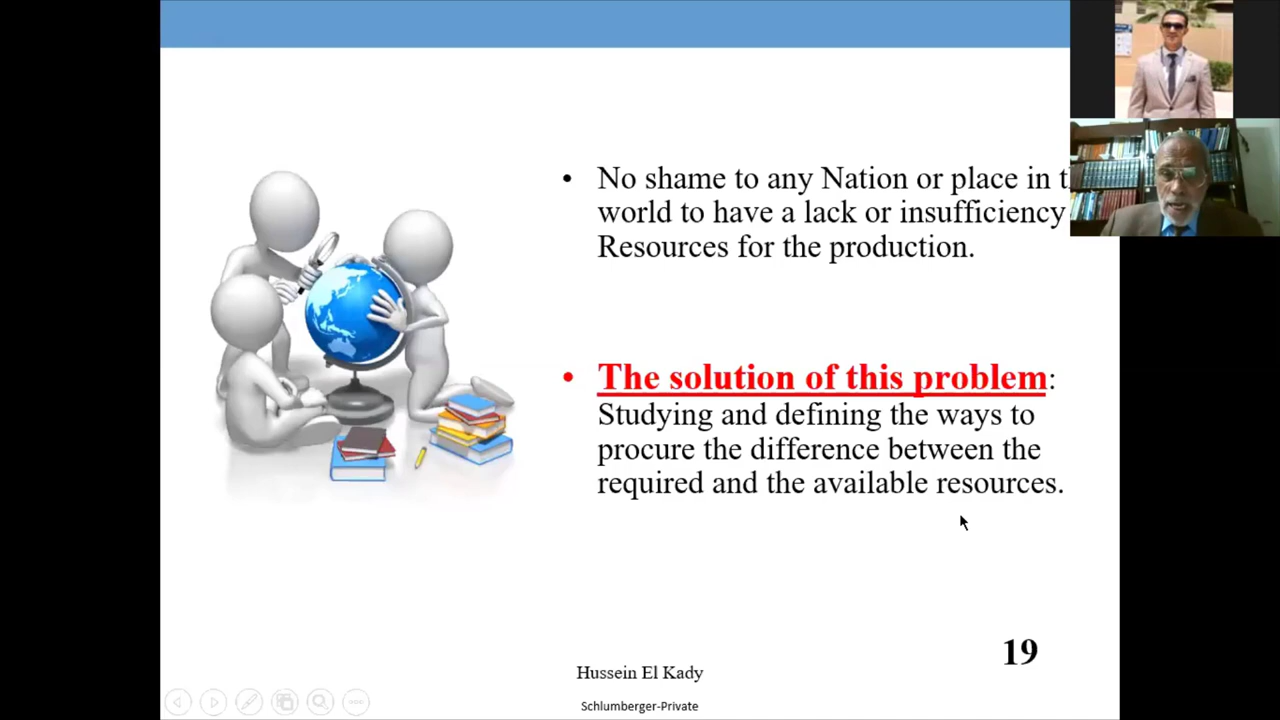 • No shame to any Nation or place in t
world to have a lack or insufficiency
Resources for the production.
• The solution of this problem:
Studying and defining the ways to
procure the difference between the
required and the available resources.
19
Hussein El Kady
Schlumberger-Private